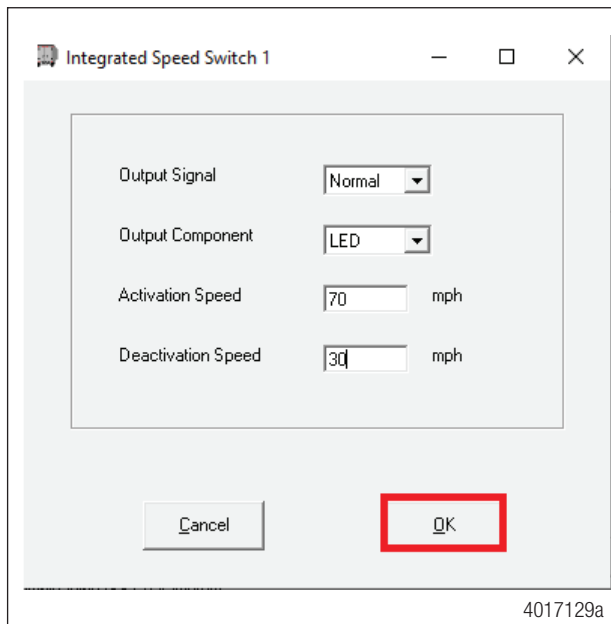 Integrated Speed Switch 1
Output Signal Normal
Output Component LED
Activation Speed 70 mph
Deactivation Speed 30 mph
Cancel OK
4017129a